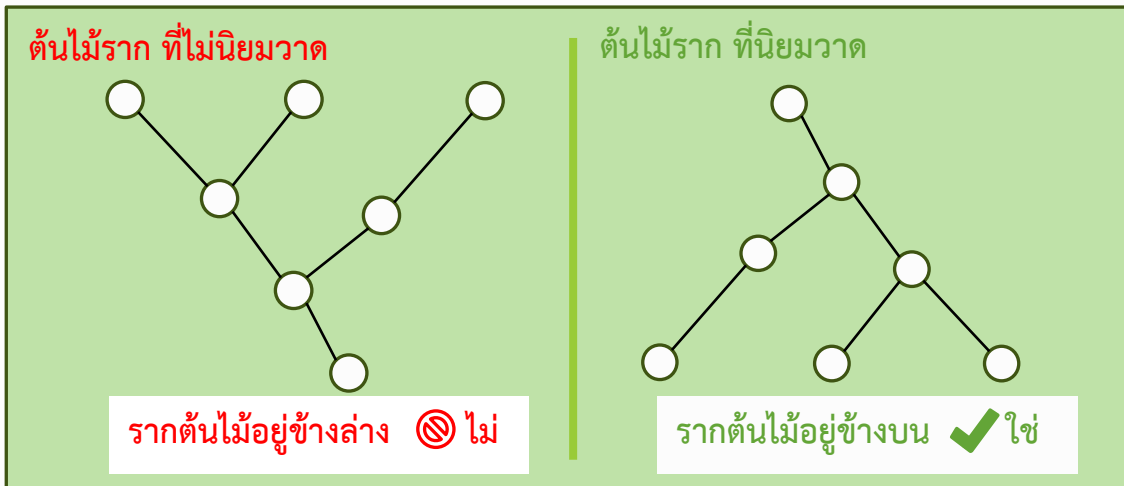 ต้นไม้ราก ที่ไม่นิยมวาด
ต้นไม้ราก ที่นิยมวาด
รากต้นไม้อยู่ข้างล่าง ไม่
รากต้นไม้อยู่ข้างบน ใช่